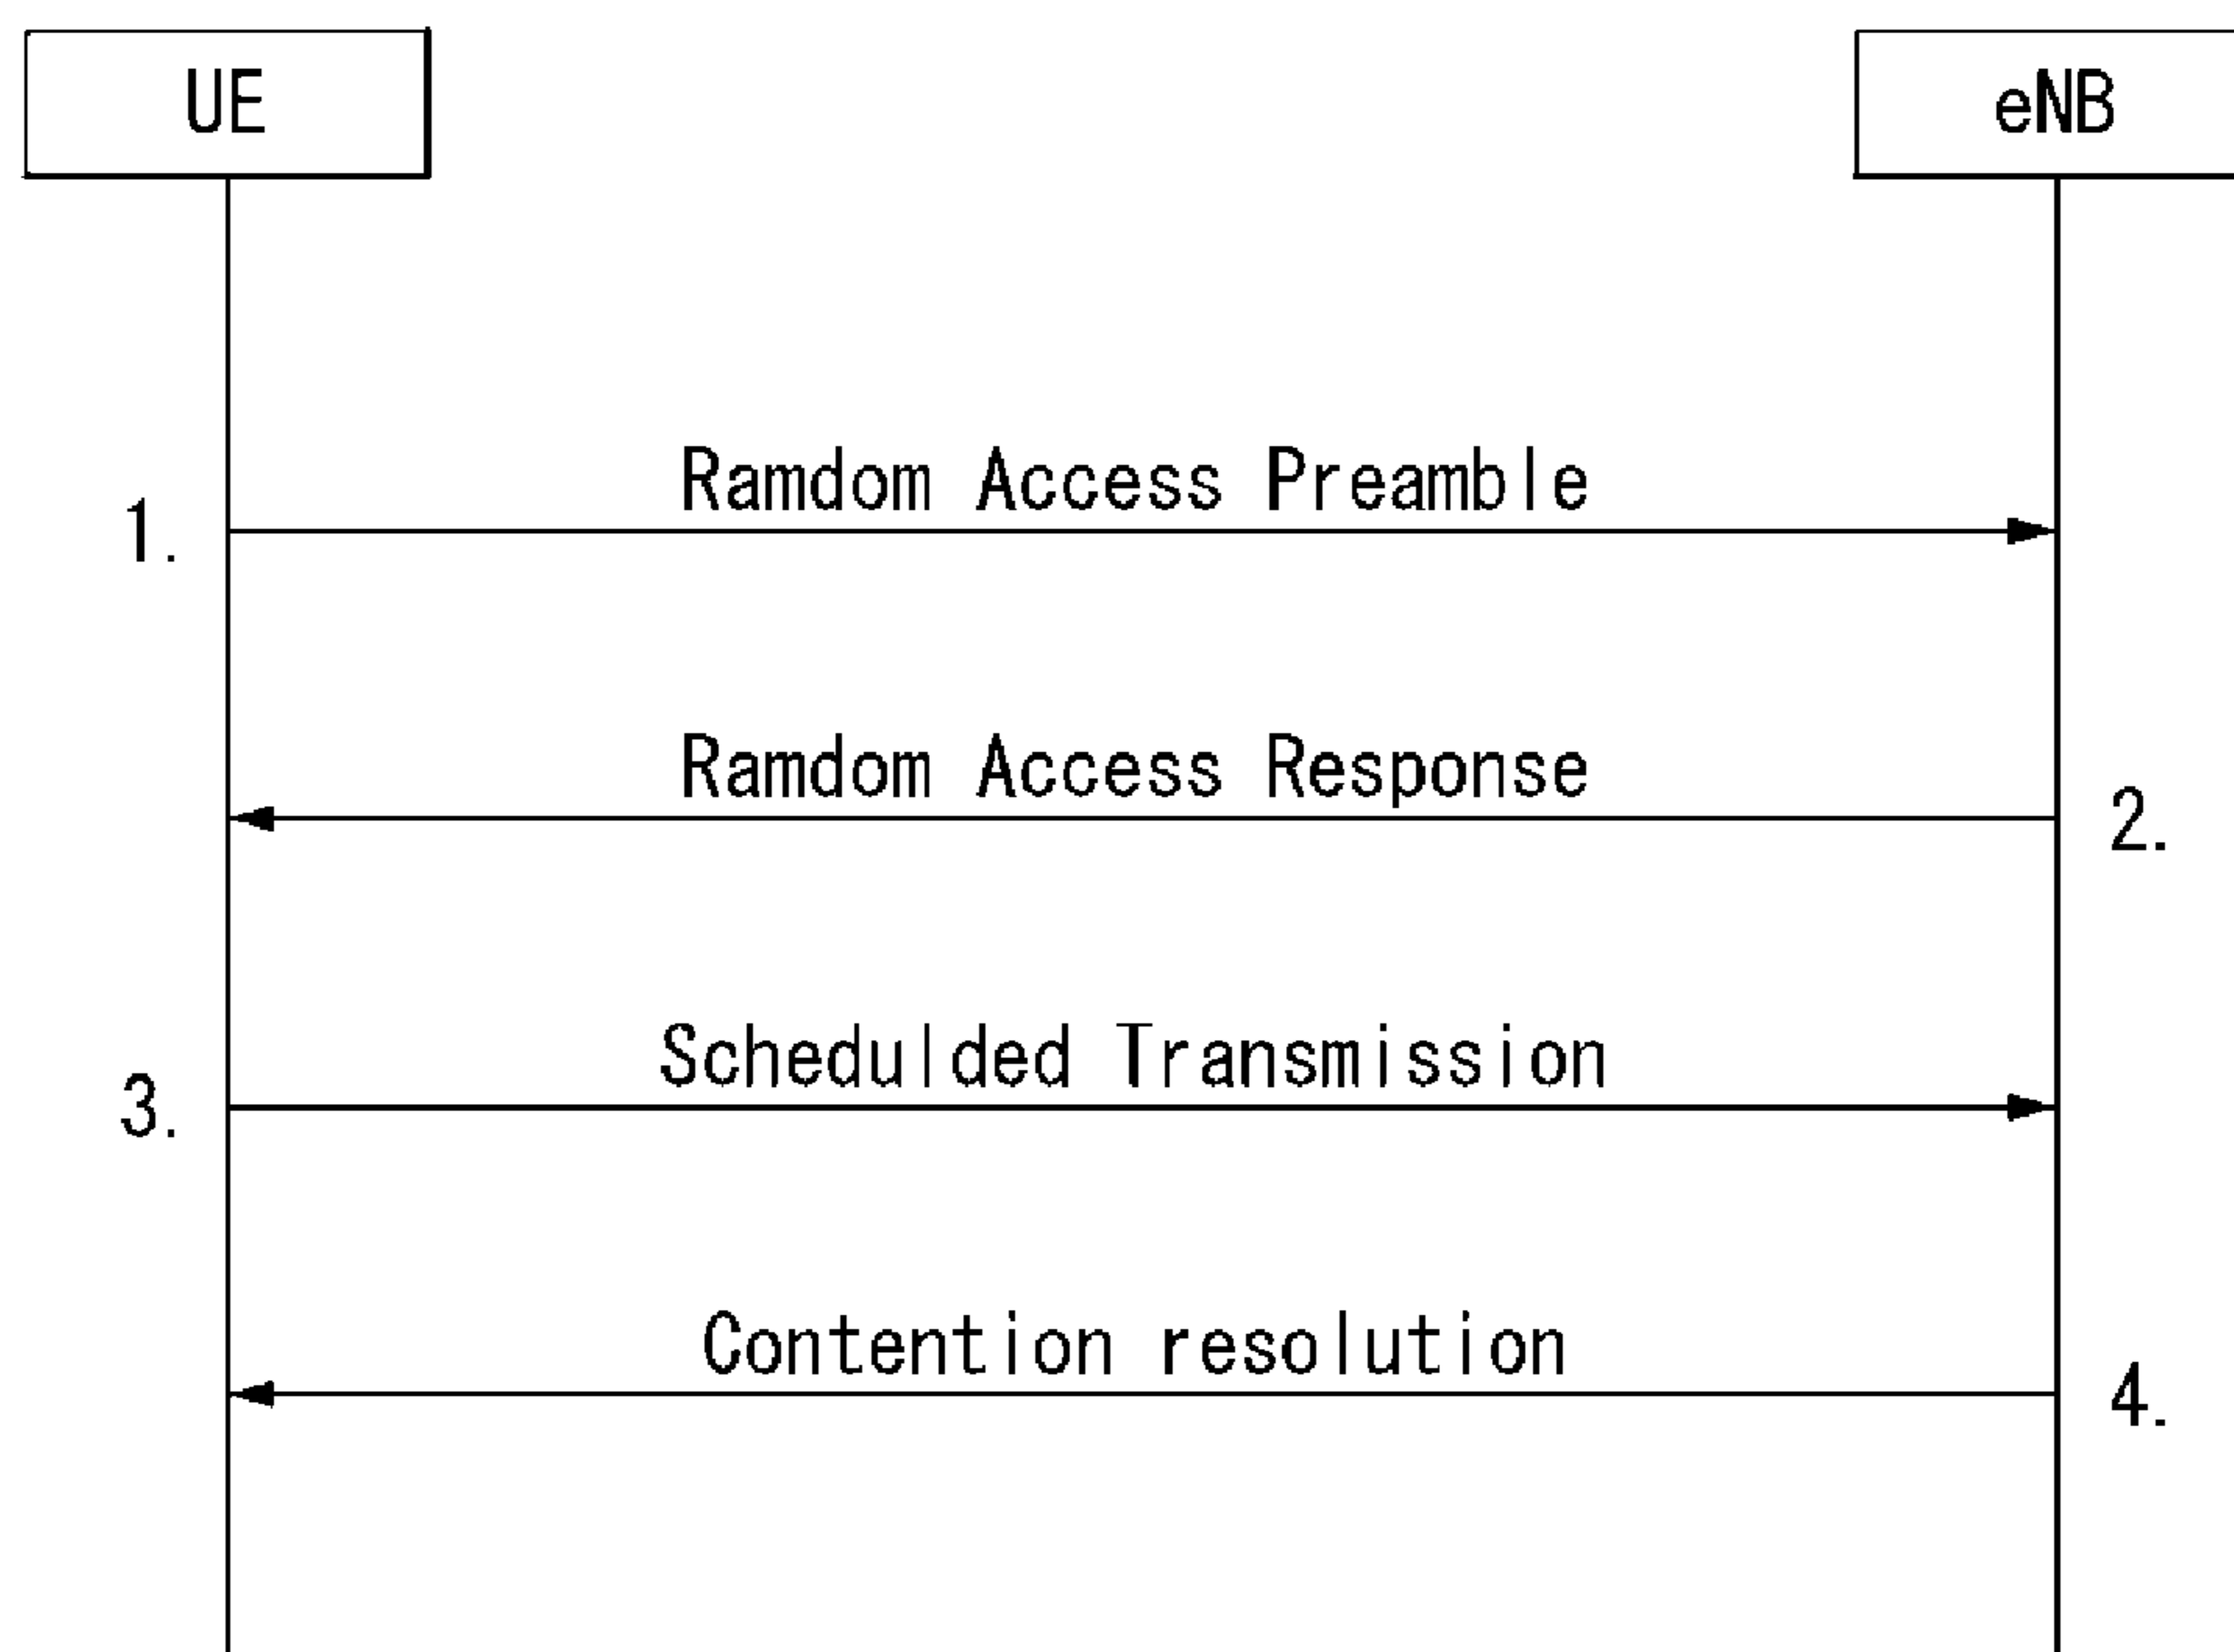 UE
eNB
Ramdom Access Preamble
1.
Ramdom Access Response
2.
Schedulded Transmission
3.
Contention resolution
4.